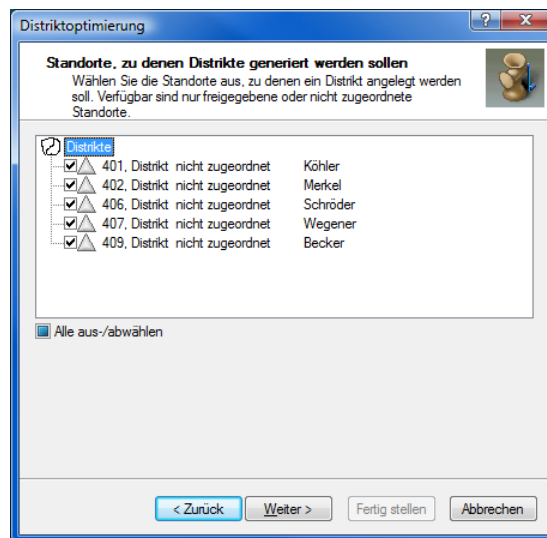 Distriktoptimierung
?
Standorte, zu denen Distrikte generiert werden sollen
Wählen Sie die Standorte aus, zu denen ein Distrikt angelegt werden
soll. Verfügbar sind nur freigegebene oder nicht zugeordnete
Standorte.
Distrikte
401, Distrikt nicht zugeordnet Köhler
402, Distrikt nicht zugeordnet Merkel
406, Distrikt nicht zugeordnet Schröder
407, Distrikt nicht zugeordnet Wegener
409, Distrikt nicht zugeordnet Becker
Alle aus-/abwählen
< Zurück Weiter > Fertig stellen Abbrechen